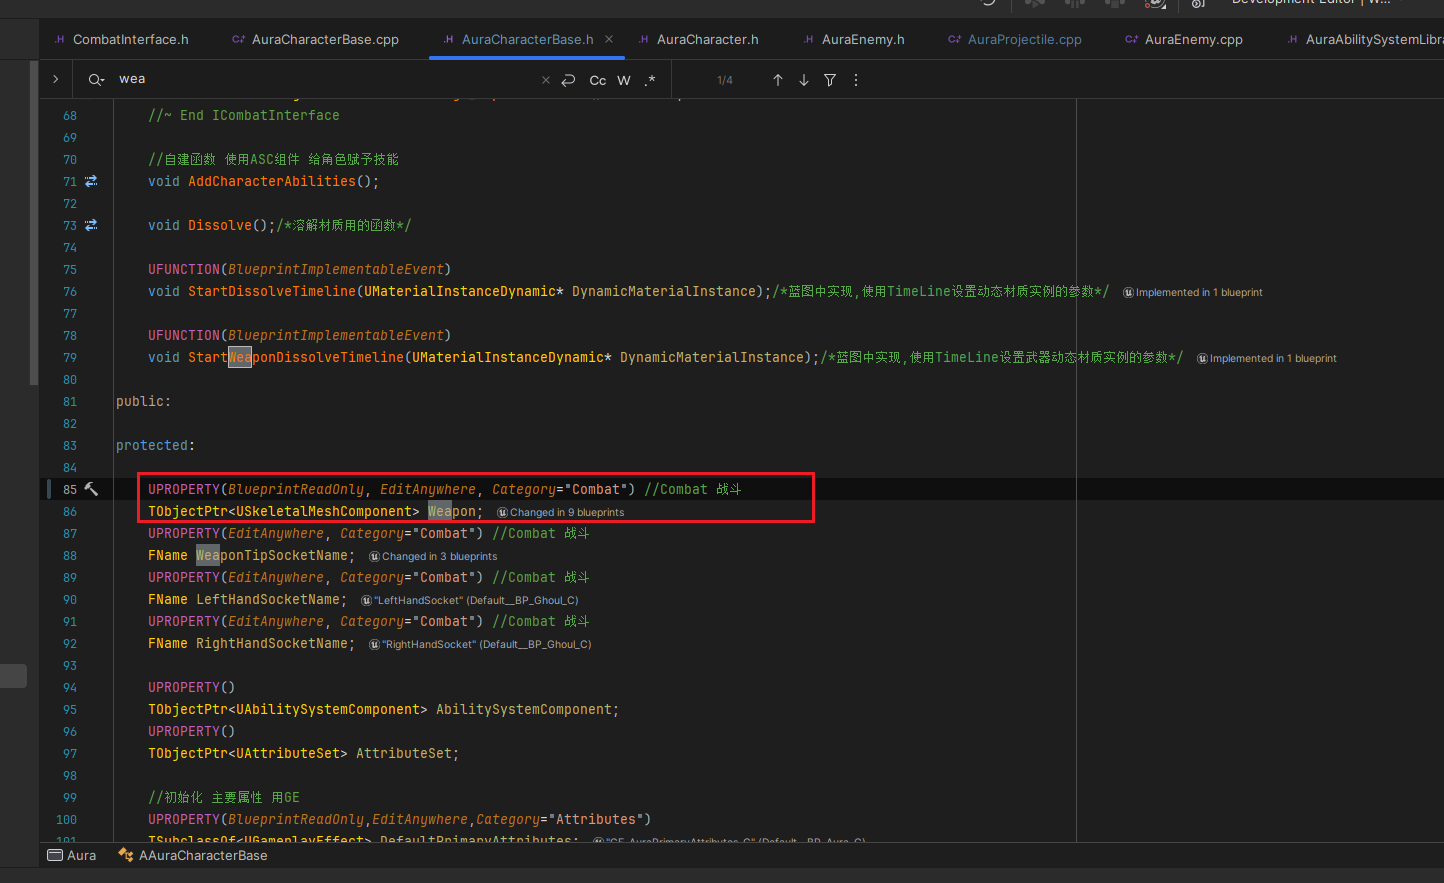 Development Editor | W...
CombatInterface.h AuraCharacterBase.cpp AuraCharacterBase.h AuraCharacter.h AuraEnemy.h AuraProjectile.cpp AuraEnemy.cpp AuraAbilitySystemLibra
wea Cc W .* 1/4
68 //~ End ICombatInterface
69
70 //自建函数 使用ASC组件 给角色赋予技能
71 void AddCharacterAbilities();
72
73 void Dissolve();/*溶解材质用的函数*/
74
75 UFUNCTION(BlueprintImplementableEvent)
76 void StartDissolveTimeline(UMaterialInstanceDynamic* DynamicMaterialInstance);/*蓝图中实现,使用TimeLine设置动态材质实例的参数*/ Implemented in 1 blueprint
77
78 UFUNCTION(BlueprintImplementableEvent)
79 void StartWeaponDissolveTimeline(UMaterialInstanceDynamic* DynamicMaterialInstance);/*蓝图中实现,使用TimeLine设置武器动态材质实例的参数*/ Implemented in 1 blueprint
80
81 public:
82
83 protected:
84
85 UPROPERTY(BlueprintReadOnly, EditAnywhere, Category="Combat") //Combat 战斗
86 TObjectPtr<USkeletalMeshComponent> Weapon; Changed in 9 blueprints
87 UPROPERTY(EditAnywhere, Category="Combat") //Combat 战斗
88 FName WeaponTipSocketName; Changed in 3 blueprints
89 UPROPERTY(EditAnywhere, Category="Combat") //Combat 战斗
90 FName LeftHandSocketName; "LeftHandSocket" (Default__BP_Ghoul_C)
91 UPROPERTY(EditAnywhere, Category="Combat") //Combat 战斗
92 FName RightHandSocketName; "RightHandSocket" (Default__BP_Ghoul_C)
93
94 UPROPERTY()
95 TObjectPtr<UAbilitySystemComponent> AbilitySystemComponent;
96 UPROPERTY()
97 TObjectPtr<UAttributeSet> AttributeSet;
98
99 //初始化 主要属性 用GE
100 UPROPERTY(BlueprintReadOnly,EditAnywhere,Category="Attributes")
101 TSubclassOf<UGameplayEffect> DefaultPrimaryAttributes; "GE_AuraPrimaryAttributes_C" (Default__BP_Aura_C)
Aura AAuraCharacterBase